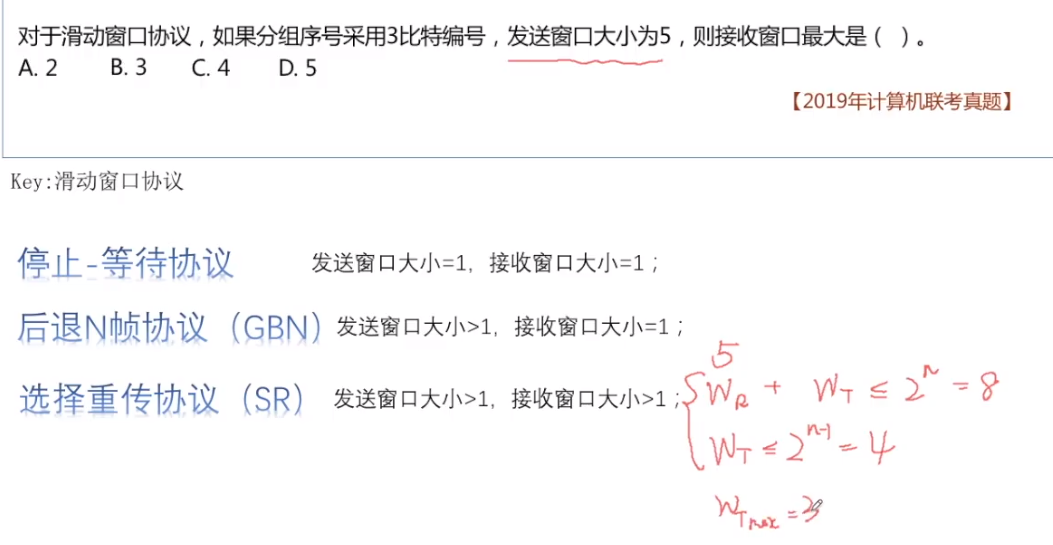 对于滑动窗口协议，如果分组序号采用3比特编号，发送窗口大小为5，则接收窗口最大是（  ）。
A. 2 B. 3 C. 4 D. 5
【2019年计算机联考真题】
Key:滑动窗口协议
停止-等待协议 发送窗口大小=1，接收窗口大小=1；
后退N帧协议（GBN） 发送窗口大小>1，接收窗口大小=1；
选择重传协议（SR） 发送窗口大小>1，接收窗口大小>1；
5
W_R + W_T ≤ 2^n = 8
W_T ≤ 2^{n-1} = 4
W_T max = 3